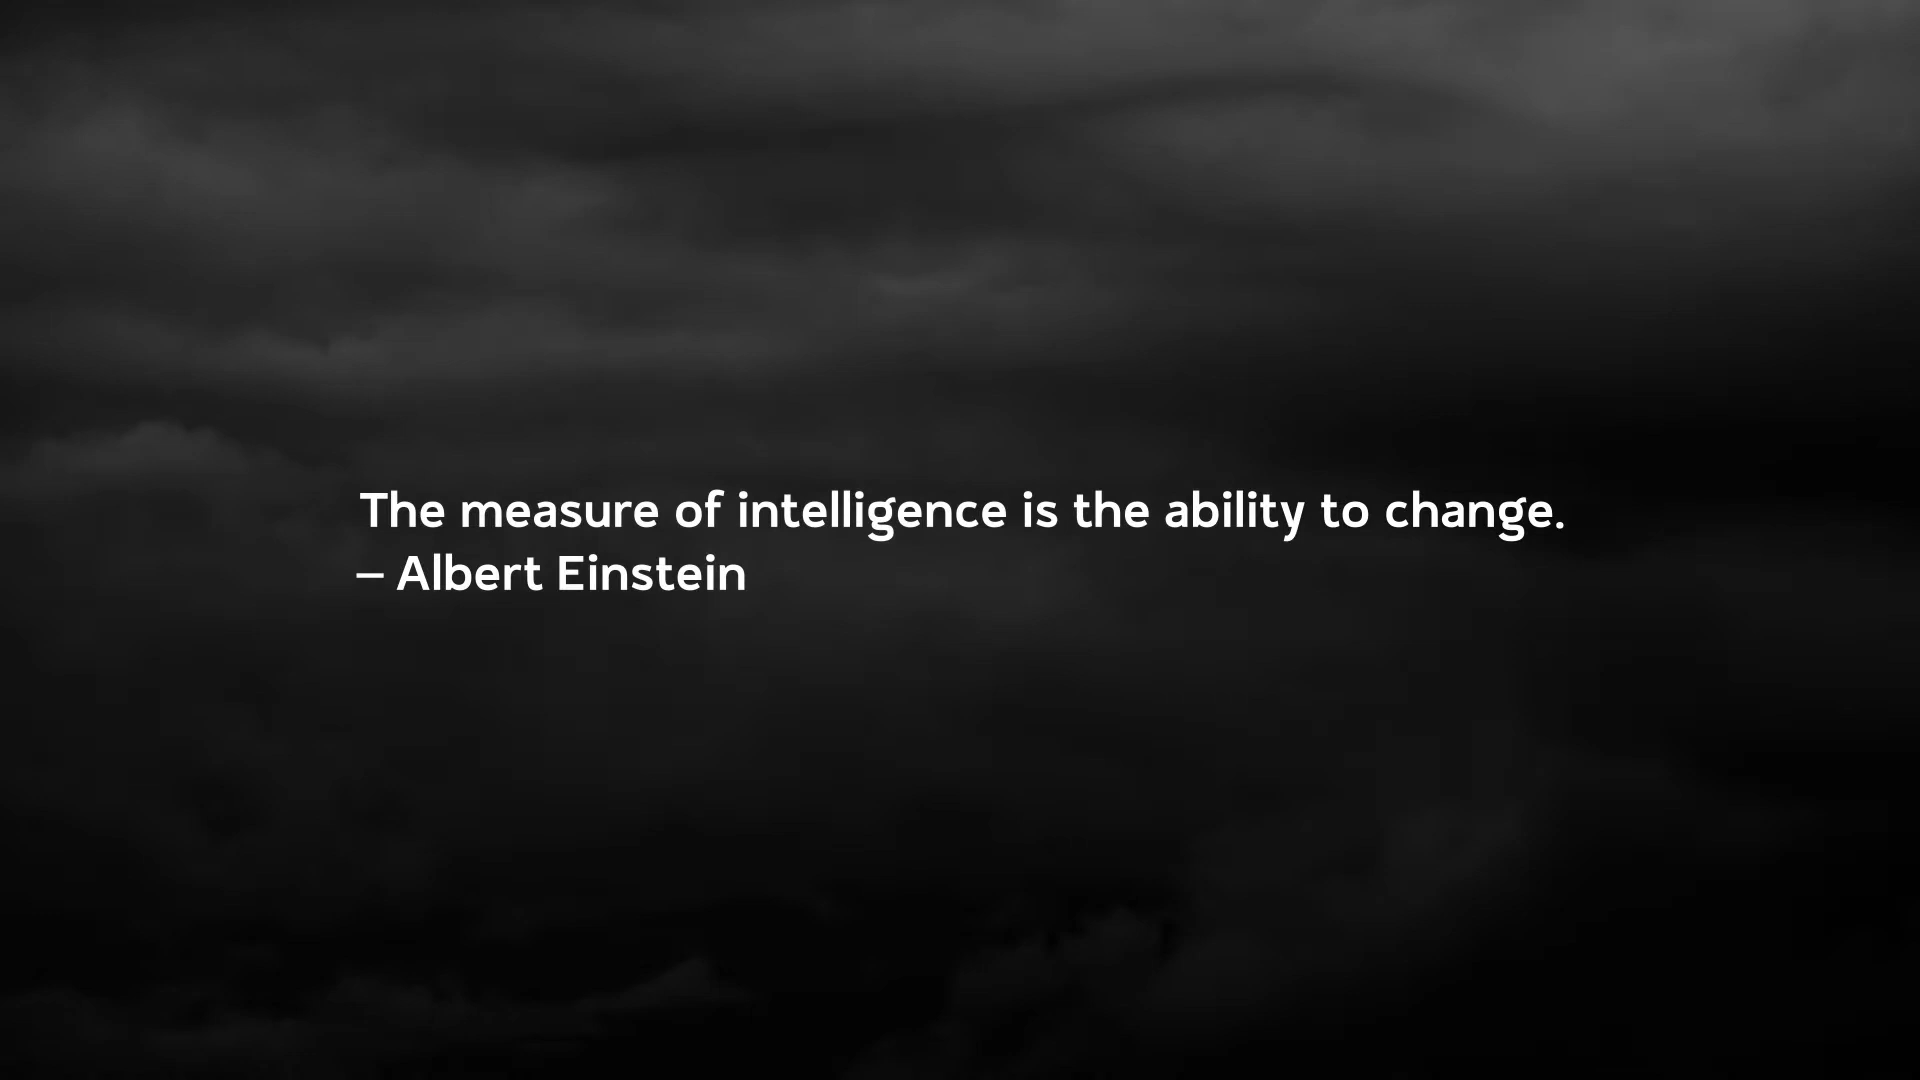 The measure of intelligence is the ability to change.
– Albert Einstein